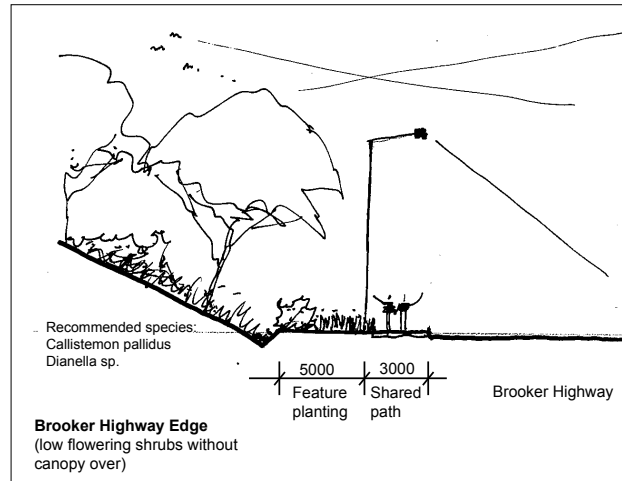 Recommended species:
Callistemon pallidus
Dianella sp.
5000
3000
Feature
planting
Shared
path
Brooker Highway
Brooker Highway Edge
(low flowering shrubs without
canopy over)